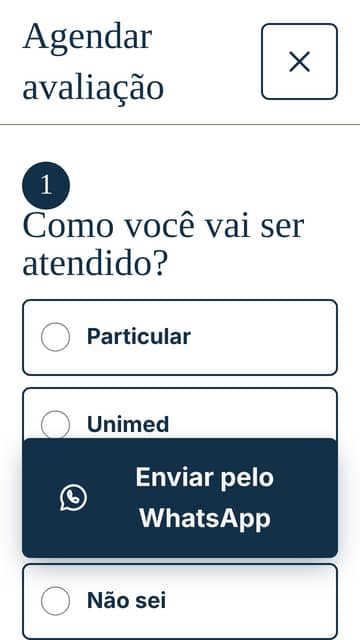 Agendar
avaliação
1
Como você vai ser
atendido?
Particular
Unimed
Enviar pelo
WhatsApp
Não sei